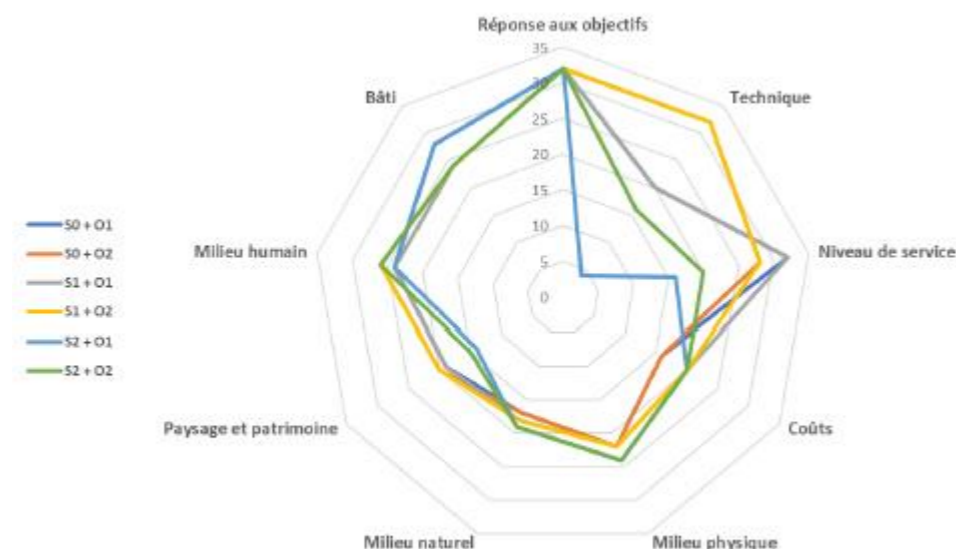 Réponse aux objectifs
35
30
25
20
15
10
5
0
Technique
Niveau de service
Coûts
Milieu physique
Milieu naturel
Paysage et patrimoine
Milieu humain
Bâti
S0 + O1
S0 + O2
S1 + O1
S1 + O2
S2 + O1
S2 + O2